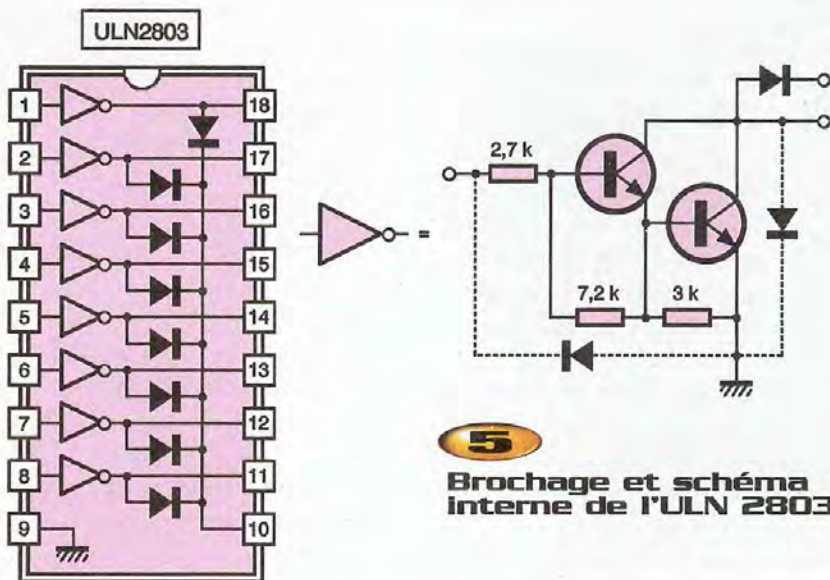 ULN2803
1 18
2 17
3 16
4 15
5 14
6 13
7 12
8 11
9 10
=
2,7 k
7,2 k 3 k
5
Brochage et schéma
interne de l'ULN 2803